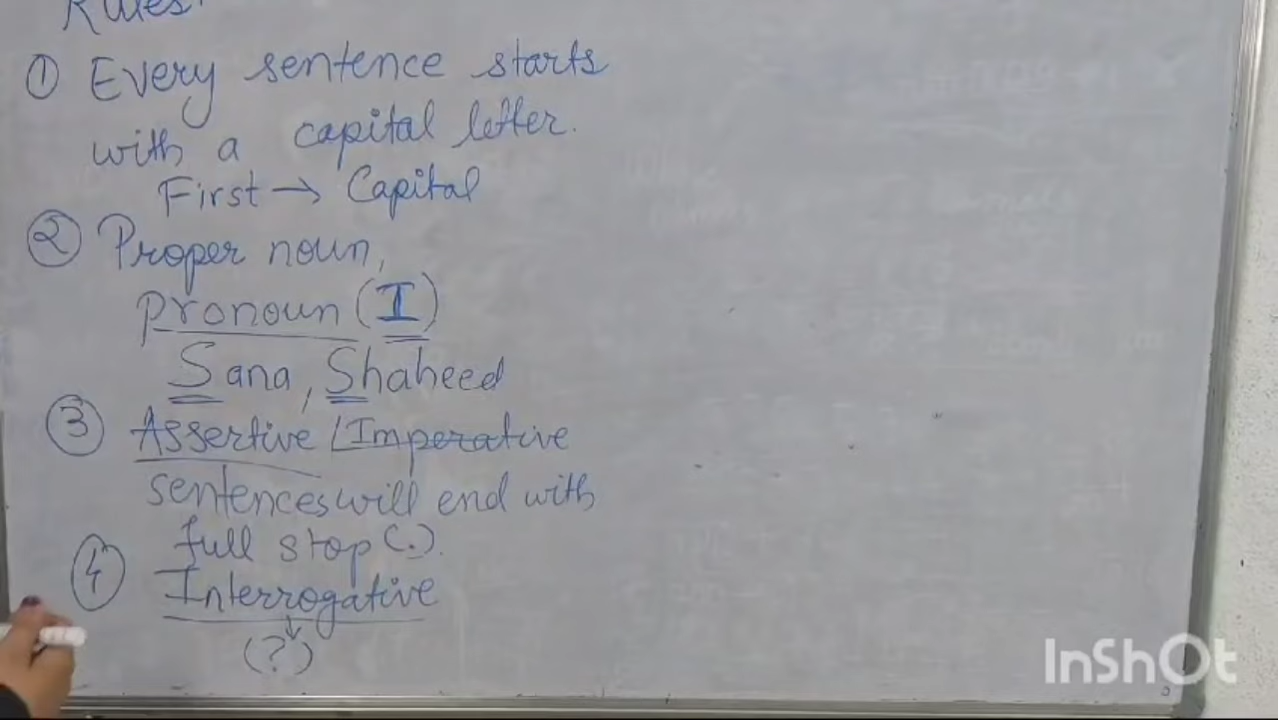 Rules:
① Every sentence starts
with a capital letter.
First → Capital
② Proper noun,
pronoun (I)
Sana, Shaheed
③ Assertive / Imperative
sentences will end with
full stop (.).
④ Interrogative
↓
(?)
InShOt